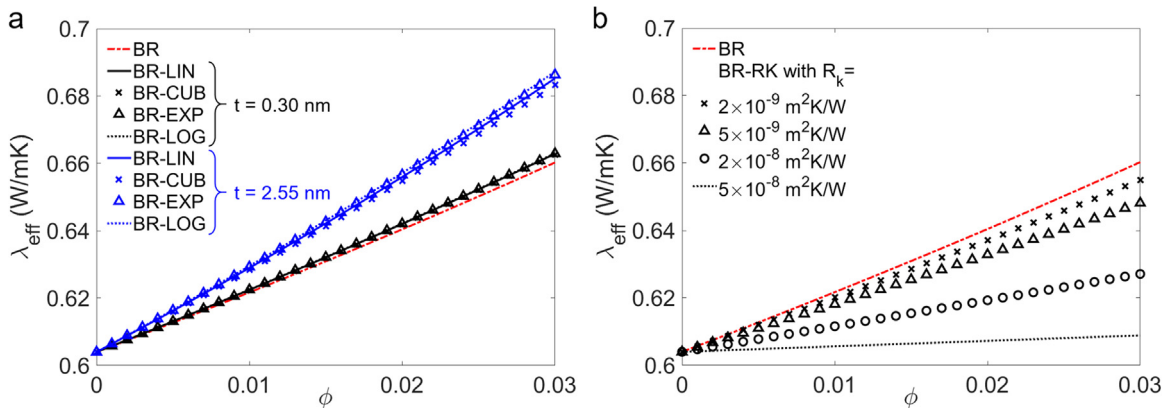 a
0.7
0.68
0.66
0.64
0.62
0.6
λeff (W/mK)
BR
BR-LIN
BR-CUB
BR-EXP
BR-LOG
t = 0.30 nm
BR-LIN
BR-CUB
BR-EXP
BR-LOG
t = 2.55 nm
0 0.01 0.02 0.03
ϕ
b
0.7
0.68
0.66
0.64
0.62
0.6
λeff (W/mK)
BR
BR-RK with Rk=
2×10⁻⁹ m²K/W
5×10⁻⁹ m²K/W
2×10⁻⁸ m²K/W
5×10⁻⁸ m²K/W
0 0.01 0.02 0.03
ϕ